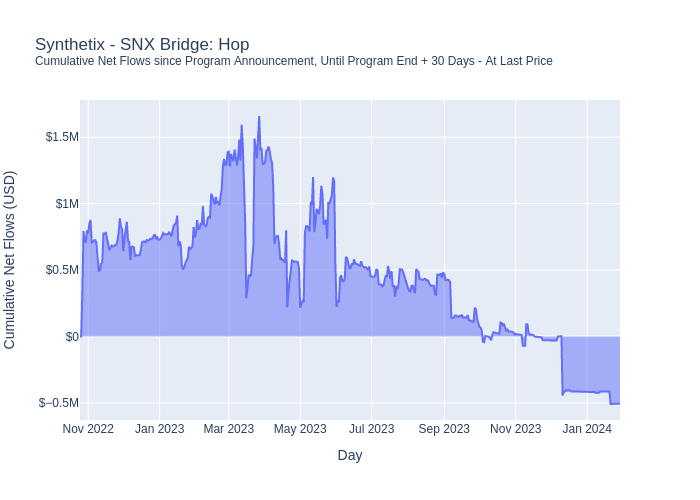 Synthetix - SNX Bridge: Hop
Cumulative Net Flows since Program Announcement, Until Program End + 30 Days - At Last Price
Cumulative Net Flows (USD)
$1.5M
$1M
$0.5M
$0
$−0.5M
Nov 2022 Jan 2023 Mar 2023 May 2023 Jul 2023 Sep 2023 Nov 2023 Jan 2024
Day